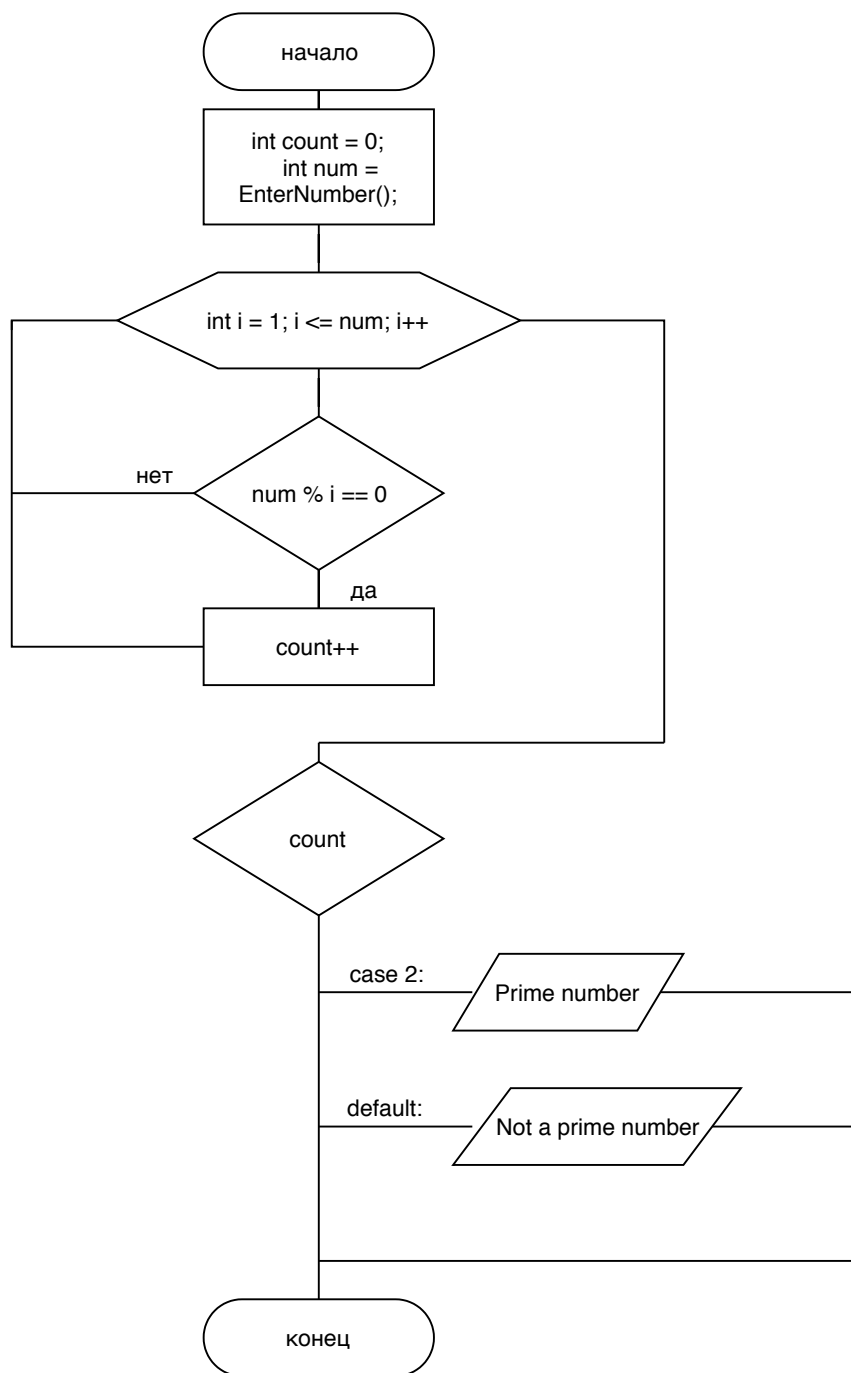 начало
int count = 0;
int num =
EnterNumber();
int i = 1; i <= num; i++
нет
num % i == 0
да
count++
count
case 2:
Prime number
default:
Not a prime number
конец